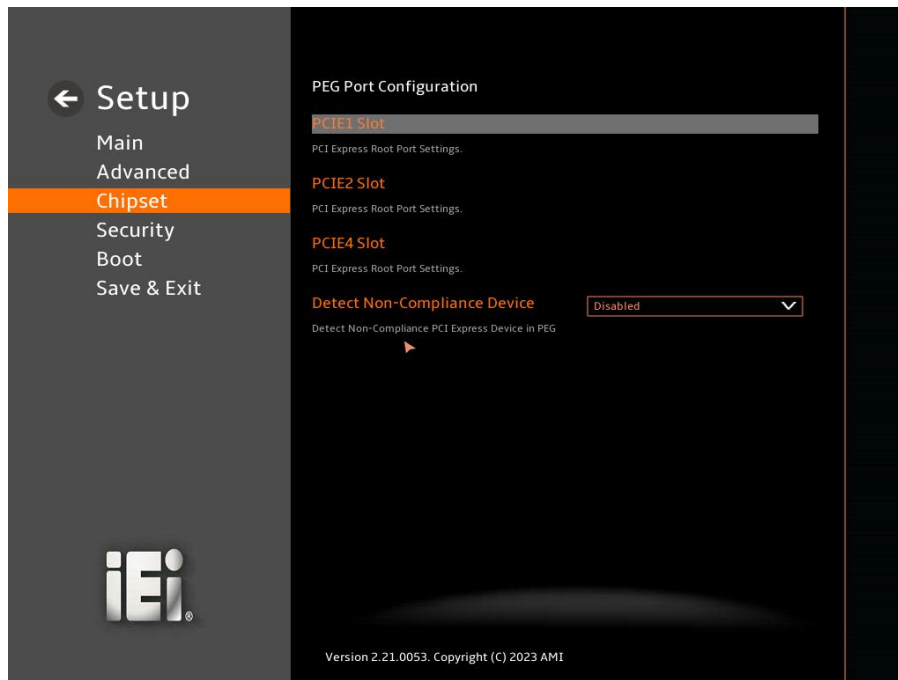 Setup
Main
Advanced
Chipset
Security
Boot
Save & Exit
iEi®
PEG Port Configuration
PCIE1 Slot
PCI Express Root Port Settings.
PCIE2 Slot
PCI Express Root Port Settings.
PCIE4 Slot
PCI Express Root Port Settings.
Detect Non-Compliance Device Disabled
Detect Non-Compliance PCI Express Device in PEG
Version 2.21.0053. Copyright (C) 2023 AMI